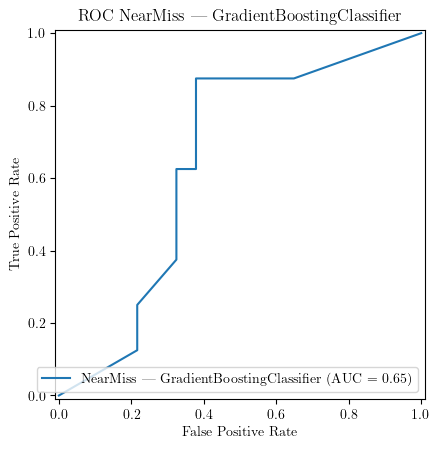 ROC NearMiss — GradientBoostingClassifier
1.0
0.8
0.6
0.4
0.2
0.0
True Positive Rate
NearMiss — GradientBoostingClassifier (AUC = 0.65)
0.0 0.2 0.4 0.6 0.8 1.0
False Positive Rate